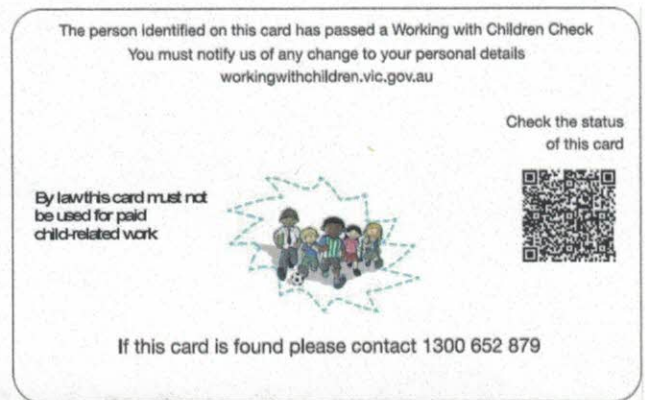 The person identified on this card has passed a Working with Children Check
You must notify us of any change to your personal details
workingwithchildren.vic.gov.au
Check the status
of this card
By law this card must not
be used for paid
child-related work
If this card is found please contact 1300 652 879